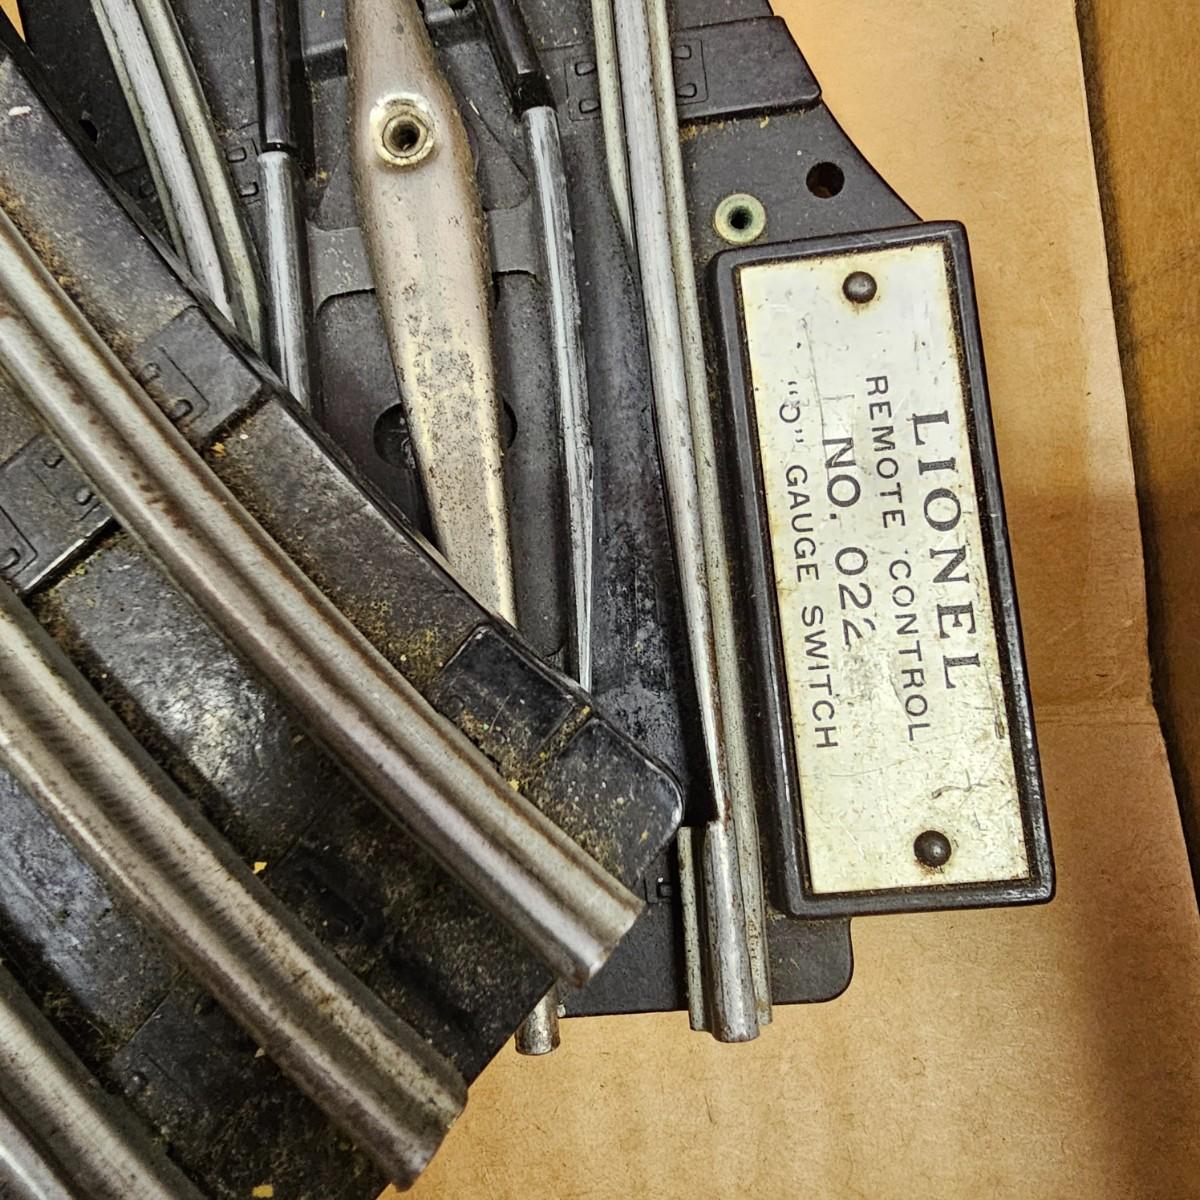 LIONEL
REMOTE CONTROL
NO. 022
"O" GAUGE SWITCH